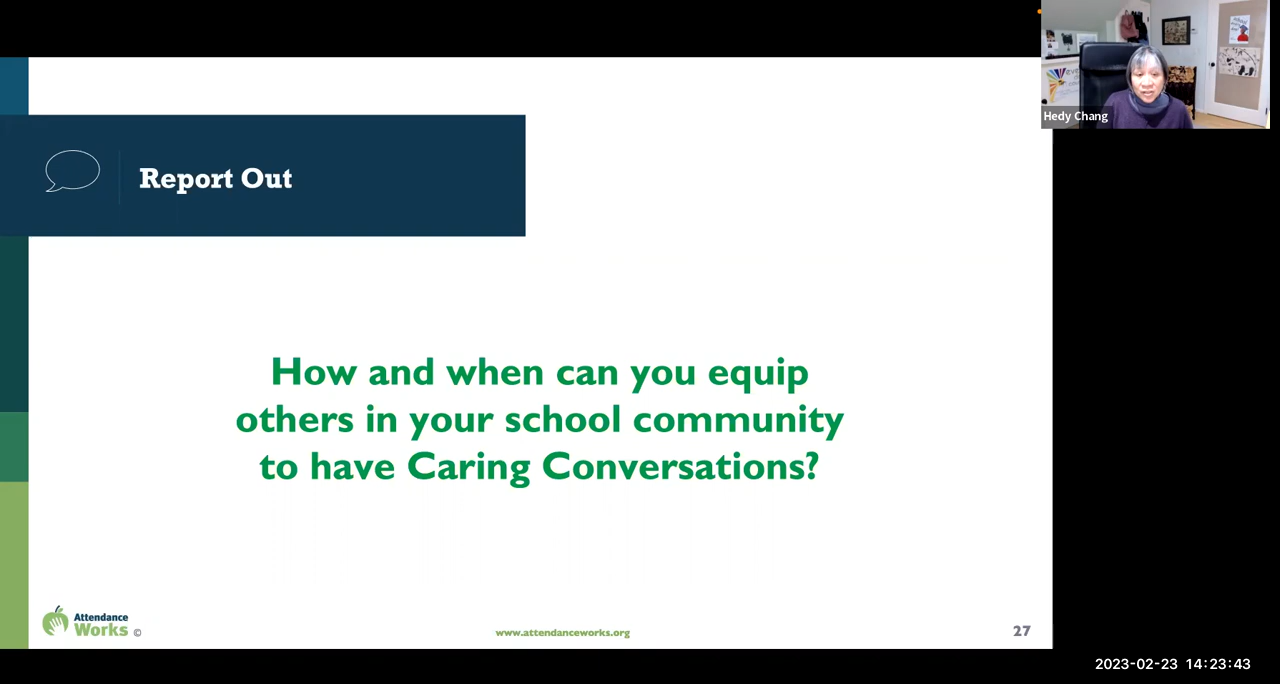 Hedy Chang
Report Out
How and when can you equip
others in your school community
to have Caring Conversations?
Attendance
Works ©
www.attendanceworks.org
27
2023-02-23 14:23:43